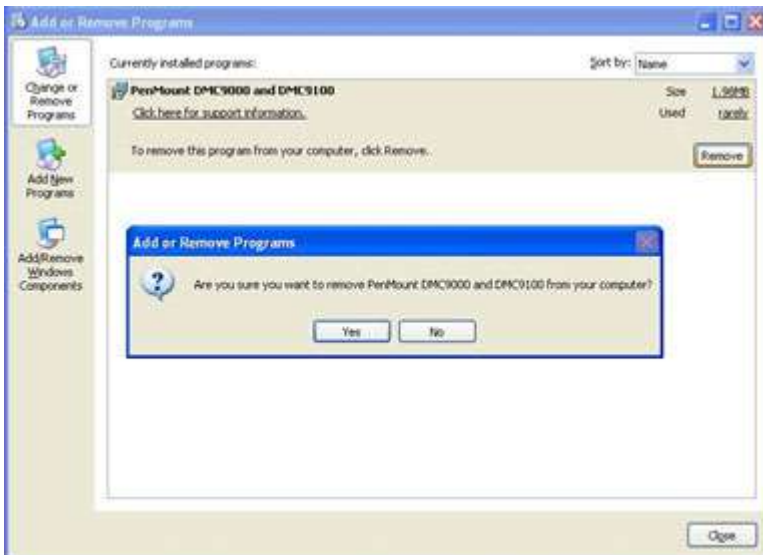 Add or Remove Programs
Change or
Remove
Programs
Add New
Programs
Add/Remove
Windows
Components
Currently installed programs:
Sort by: Name
PenMount DMC9000 and DMC9100
Size 1.96MB
Click here for support information.
Used rarely
To remove this program from your computer, click Remove.
Remove
Add or Remove Programs
Are you sure you want to remove PenMount DMC9000 and DMC9100 from your computer?
Yes No
Close